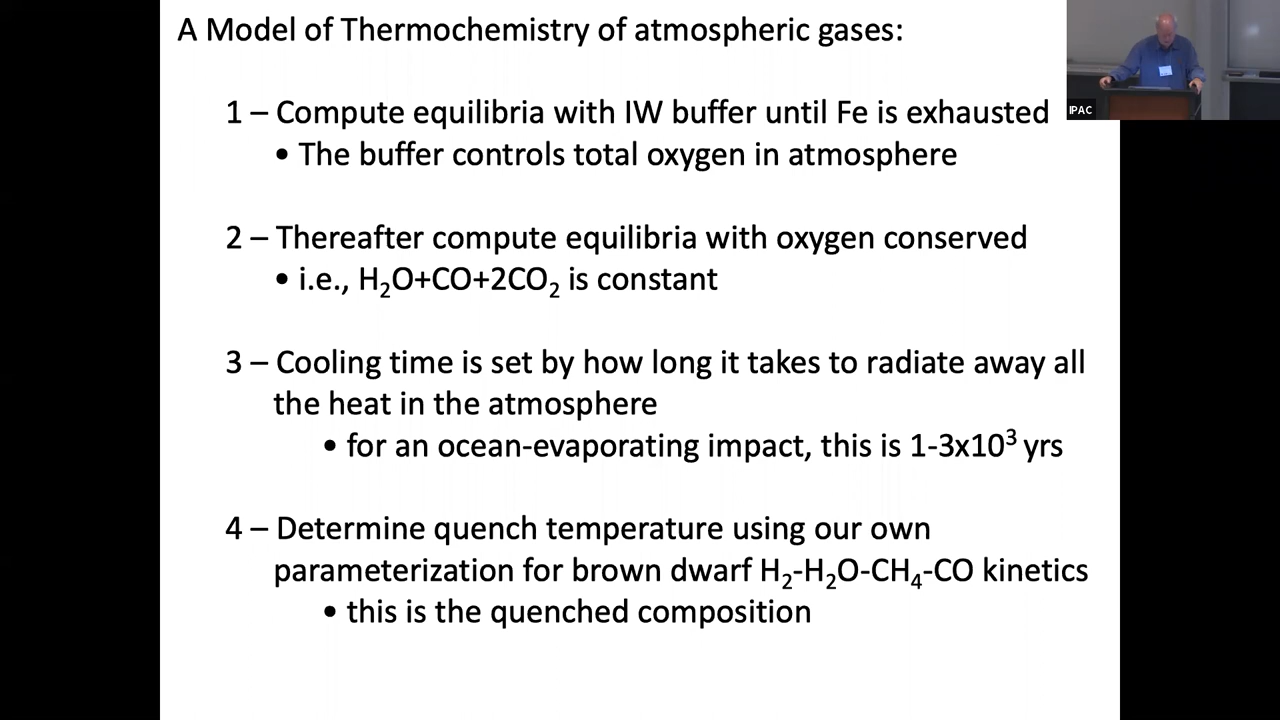 A Model of Thermochemistry of atmospheric gases:
1 – Compute equilibria with IW buffer until Fe is exhausted
• The buffer controls total oxygen in atmosphere
2 – Thereafter compute equilibria with oxygen conserved
• i.e., H₂O+CO+2CO₂ is constant
3 – Cooling time is set by how long it takes to radiate away all
the heat in the atmosphere
• for an ocean-evaporating impact, this is 1-3x10³ yrs
4 – Determine quench temperature using our own
parameterization for brown dwarf H₂-H₂O-CH₄-CO kinetics
• this is the quenched composition
IPAC